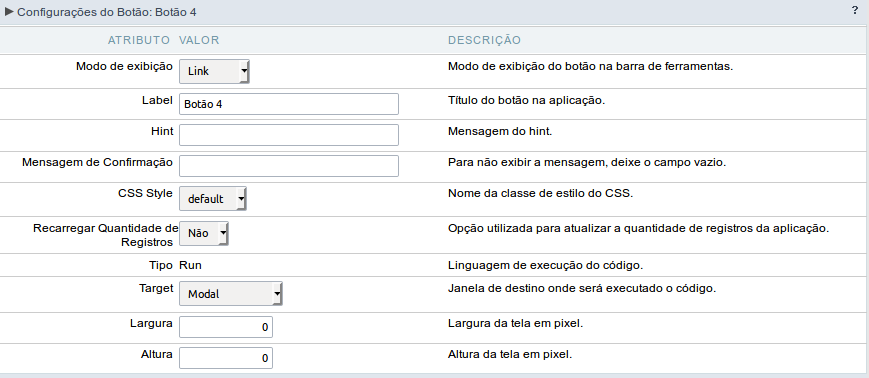 Configurações do Botão: Botão 4 ?
ATRIBUTO VALOR DESCRIÇÃO
Modo de exibição Link Modo de exibição do botão na barra de ferramentas.
Label Botão 4 Título do botão na aplicação.
Hint Mensagem do hint.
Mensagem de Confirmação Para não exibir a mensagem, deixe o campo vazio.
CSS Style default Nome da classe de estilo do CSS.
Recarregar Quantidade de Não Opção utilizada para atualizar a quantidade de registros da aplicação.
Registros
Tipo Run Linguagem de execução do código.
Target Modal Janela de destino onde será executado o código.
Largura 0 Largura da tela em pixel.
Altura 0 Altura da tela em pixel.